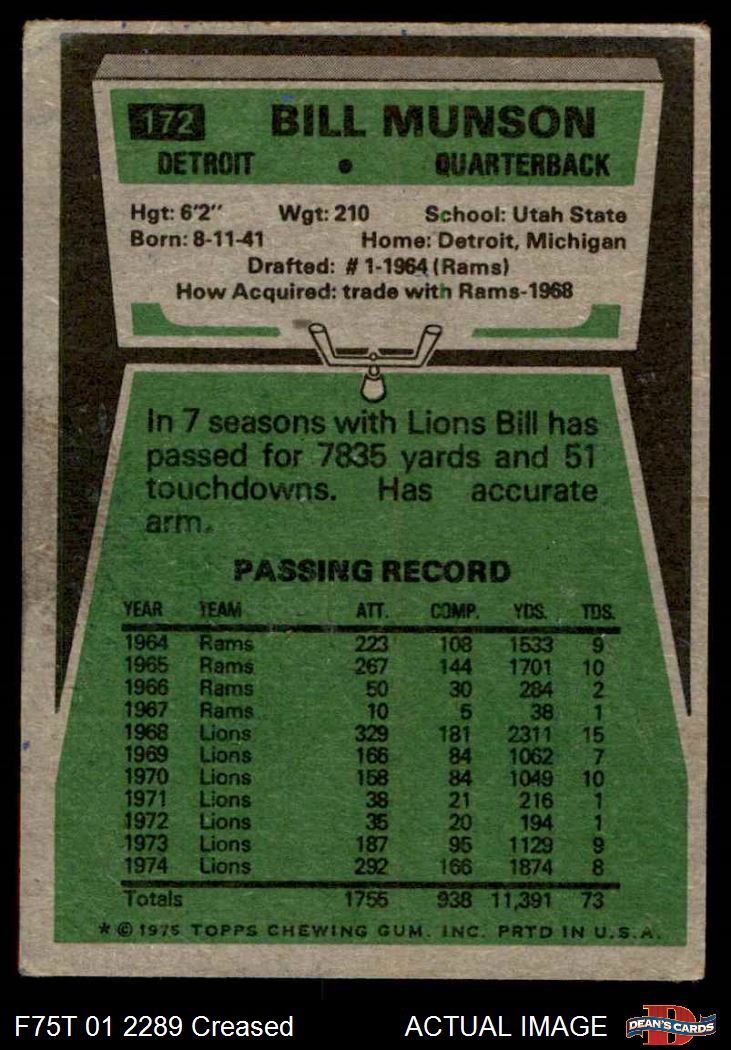 172 BILL MUNSON
DETROIT • QUARTERBACK
Hgt: 6'2" Wgt: 210 School: Utah State
Born: 8-11-41 Home: Detroit, Michigan
Drafted: #1-1964 (Rams)
How Acquired: trade with Rams-1968
In 7 seasons with Lions Bill has
passed for 7835 yards and 51
touchdowns. Has accurate
arm.
PASSING RECORD
YEAR TEAM ATT. COMP. YDS. TDS.
1964 Rams 223 108 1533 9
1965 Rams 267 144 1701 10
1966 Rams 50 30 284 2
1967 Rams 10 5 38 1
1968 Lions 329 181 2311 15
1969 Lions 166 84 1062 7
1970 Lions 158 84 1049 10
1971 Lions 38 21 216 1
1972 Lions 35 20 194 1
1973 Lions 187 95 1129 9
1974 Lions 292 166 1874 8
Totals 1755 938 11,391 73
* © 1975 TOPPS CHEWING GUM. INC. PRTD IN U.S.A.
F75T 01 2289 Creased ACTUAL IMAGE DEAN'S CARDS